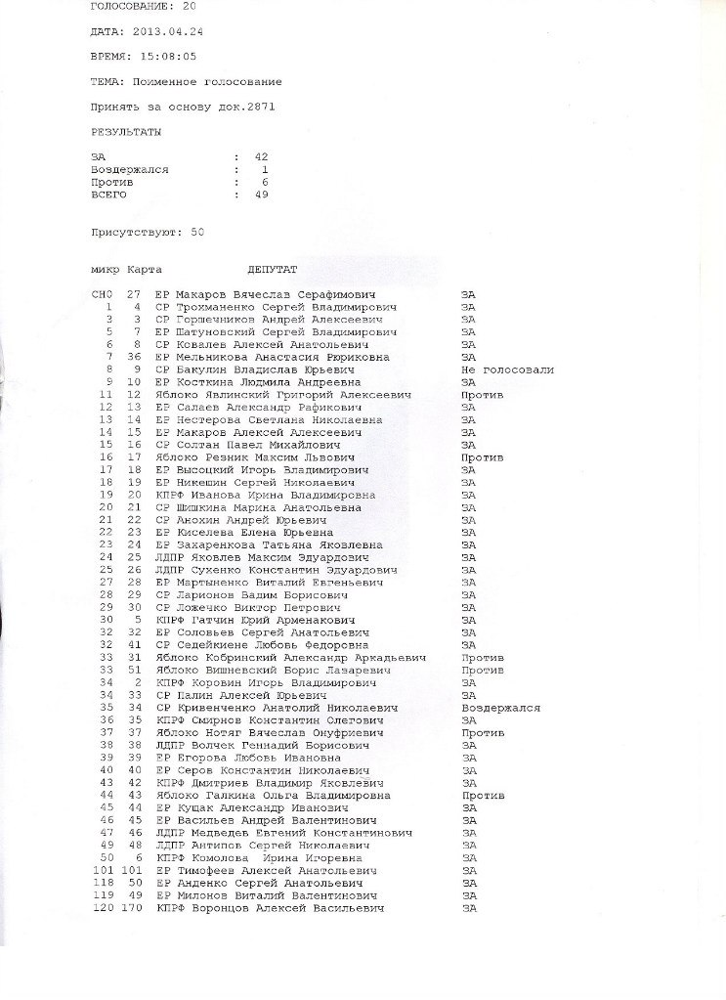 ГОЛОСОВАНИЕ: 20
ДАТА: 2013.04.24
ВРЕМЯ: 15:08:05
ТЕМА: Поименное голосование
Принять за основу док.2871
РЕЗУЛЬТАТЫ
ЗА : 42
Воздержался : 1
Против : 6
ВСЕГО : 49
Присутствуют: 50
микр Карта ДЕПУТАТ
СН0 27 ЕР Макаров Вячеслав Серафимович ЗА
1 4 СР Трохманенко Сергей Владимирович ЗА
3 3 СР Горшечников Андрей Алексеевич ЗА
5 7 ЕР Шатуновский Сергей Владимирович ЗА
6 8 СР Ковалев Алексей Анатольевич ЗА
7 36 ЕР Мельникова Анастасия Рюриковна ЗА
8 9 СР Бакулин Владислав Юрьевич Не голосовали
9 10 ЕР Косткина Людмила Андреевна ЗА
11 12 Яблоко Явлинский Григорий Алексеевич Против
12 13 ЕР Салаев Александр Рафикович ЗА
13 14 ЕР Нестерова Светлана Николаевна ЗА
14 15 ЕР Макаров Алексей Алексеевич ЗА
15 16 СР Солтан Павел Михайлович ЗА
16 17 Яблоко Резник Максим Львович Против
17 18 ЕР Высоцкий Игорь Владимирович ЗА
18 19 ЕР Никешин Сергей Николаевич ЗА
19 20 КПРФ Иванова Ирина Владимировна ЗА
20 21 СР Шишкина Марина Анатольевна ЗА
21 22 СР Анохин Андрей Юрьевич ЗА
22 23 ЕР Киселева Елена Юрьевна ЗА
23 24 ЕР Захаренкова Татьяна Яковлевна ЗА
24 25 ЛДПР Яковлев Максим Эдуардович ЗА
25 26 ЛДПР Сухенко Константин Эдуардович ЗА
27 28 ЕР Мартыненко Виталий Евгеньевич ЗА
28 29 СР Ларионов Вадим Борисович ЗА
29 30 СР Ложечко Виктор Петрович ЗА
30 5 КПРФ Гатчин Юрий Арменакович ЗА
32 32 ЕР Соловьев Сергей Анатольевич ЗА
32 41 СР Седейкиене Любовь Федоровна ЗА
33 31 Яблоко Кобринский Александр Аркадьевич Против
33 51 Яблоко Вишневский Борис Лазаревич Против
34 2 КПРФ Коровин Игорь Владимирович ЗА
34 33 СР Палин Алексей Юрьевич ЗА
35 34 СР Кривенченко Анатолий Николаевич Воздержался
36 35 КПРФ Смирнов Константин Олегович ЗА
37 37 Яблоко Нотяг Вячеслав Онуфриевич Против
38 38 ЛДПР Волчек Геннадий Борисович ЗА
39 39 ЕР Егорова Любовь Ивановна ЗА
40 40 ЕР Серов Константин Николаевич ЗА
43 42 КПРФ Дмитриев Владимир Яковлевич ЗА
44 43 Яблоко Галкина Ольга Владимировна Против
45 44 ЕР Кущак Александр Иванович ЗА
46 45 ЕР Васильев Андрей Валентинович ЗА
47 46 ЛДПР Медведев Евгений Константинович ЗА
49 48 ЛДПР Антипов Сергей Николаевич ЗА
50 6 КПРФ Комолова Ирина Игоревна ЗА
101 101 ЕР Тимофеев Алексей Анатольевич ЗА
118 50 ЕР Анденко Сергей Анатольевич ЗА
119 49 ЕР Милонов Виталий Валентинович ЗА
120 170 КПРФ Воронцов Алексей Васильевич ЗА